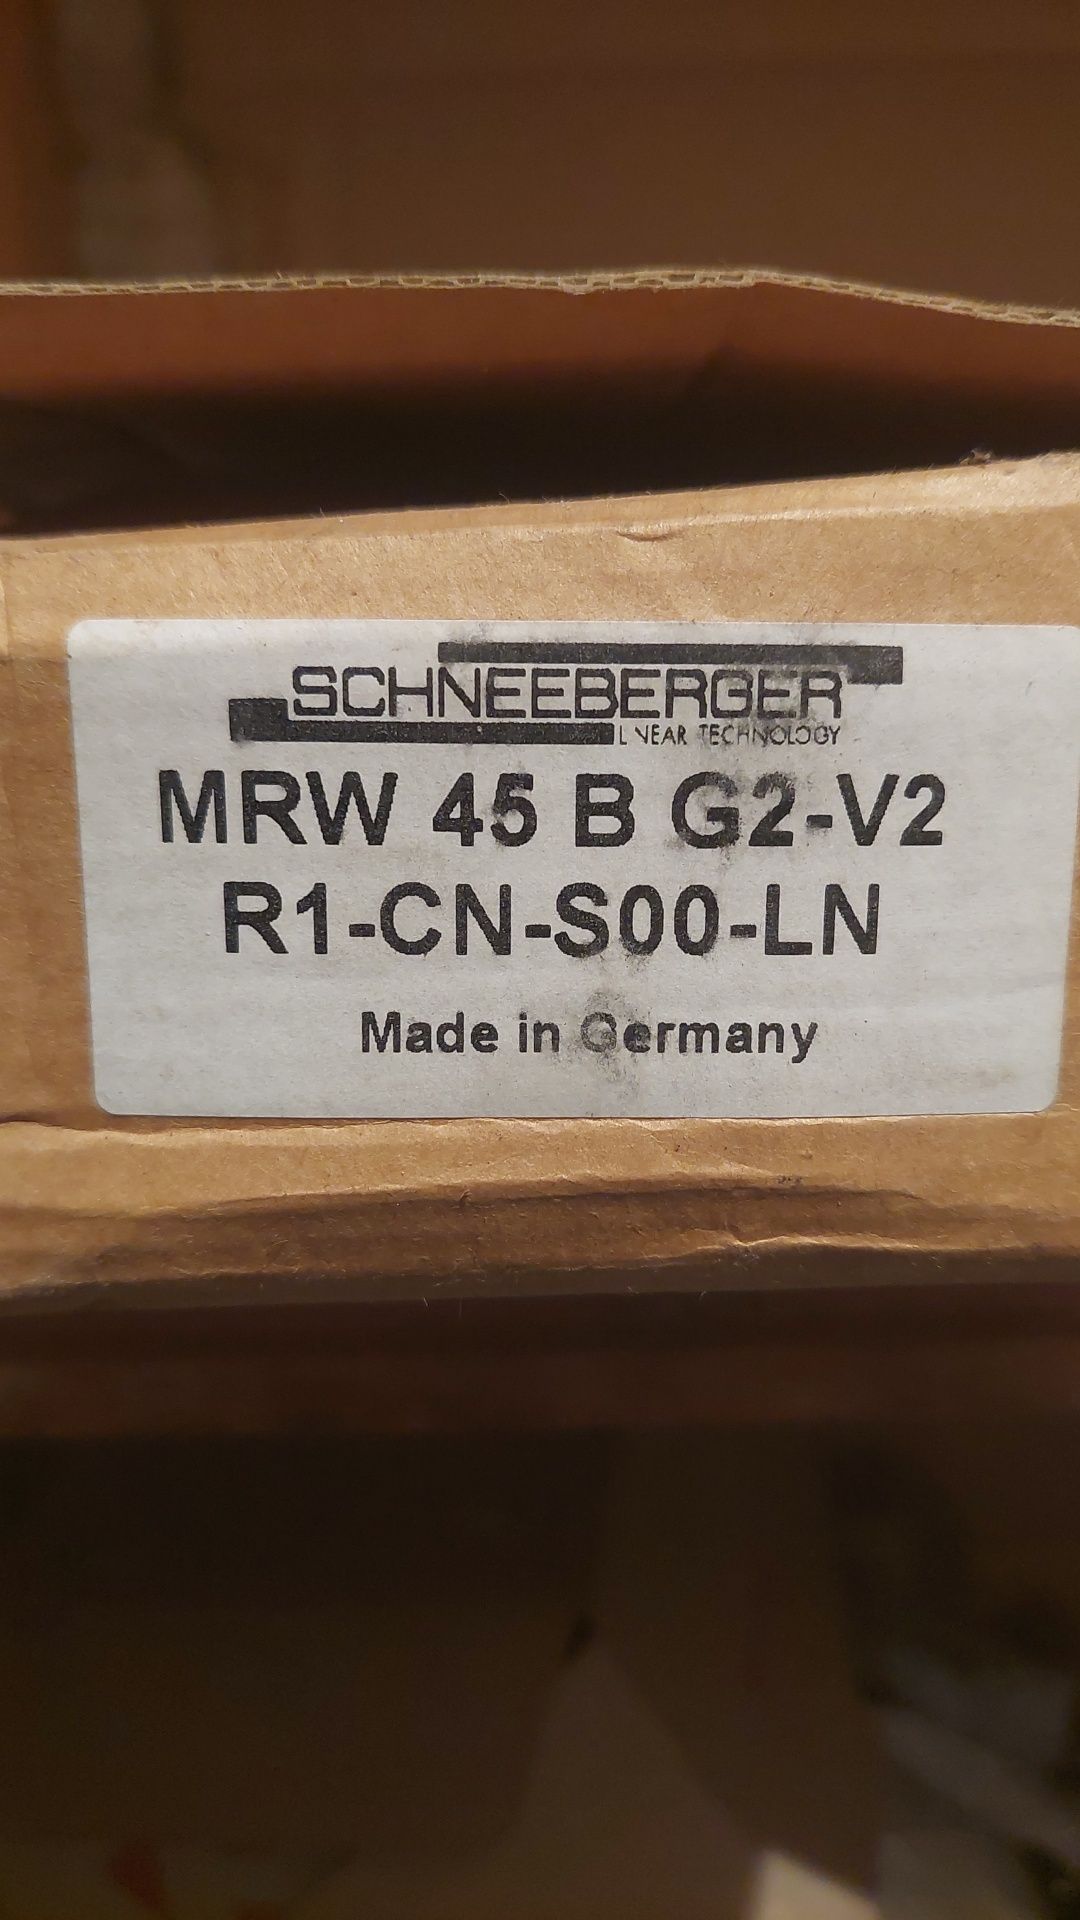 SCHNEEBERGER
LINEAR TECHNOLOGY
MRW 45 B G2-V2
R1-CN-S00-LN
Made in Germany